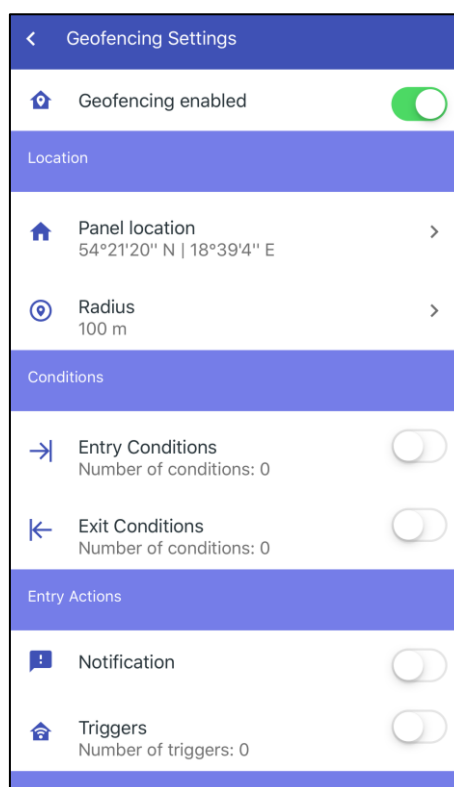 Geofencing Settings
Geofencing enabled
Location
Panel location
54°21'20'' N | 18°39'4'' E
Radius
100 m
Conditions
Entry Conditions
Number of conditions: 0
Exit Conditions
Number of conditions: 0
Entry Actions
Notification
Triggers
Number of triggers: 0